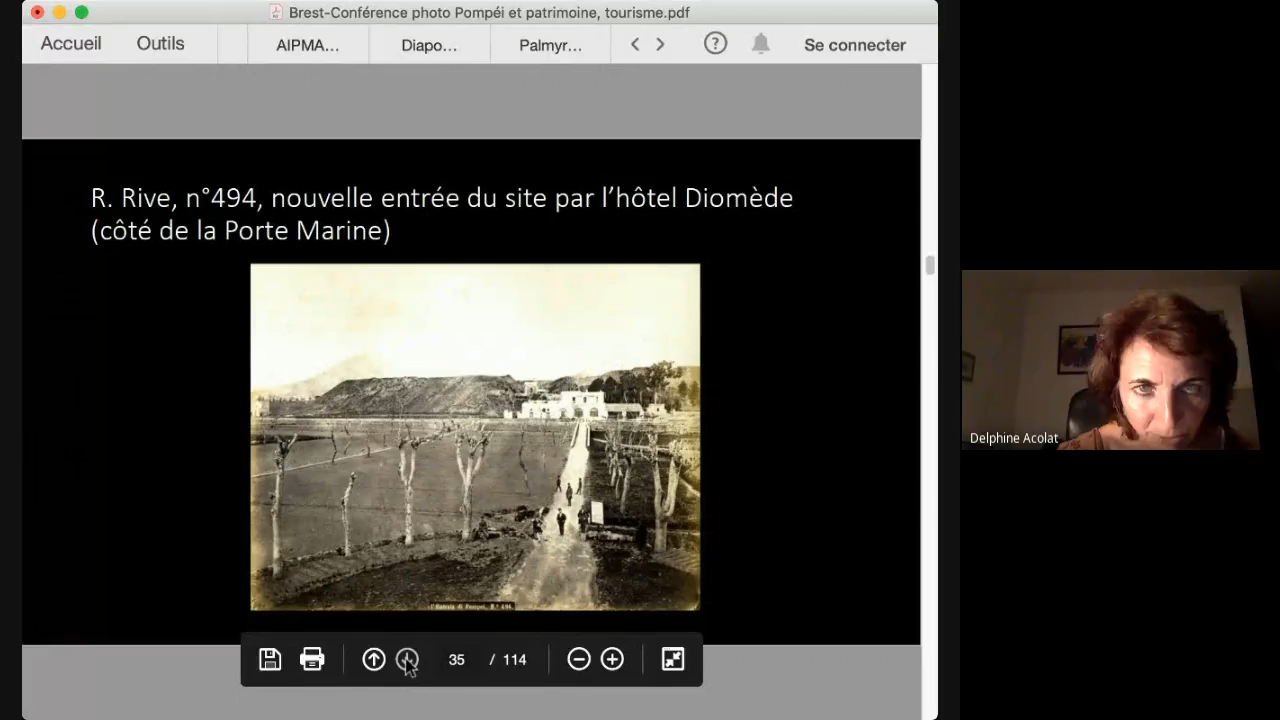 Brest-Conférence photo Pompéi et patrimoine, tourisme.pdf
Accueil Outils AIPMA... Diapo... Palmyr... ? Se connecter
R. Rive, n°494, nouvelle entrée du site par l’hôtel Diomède
(côté de la Porte Marine)
Delphine Acolat
35 / 114